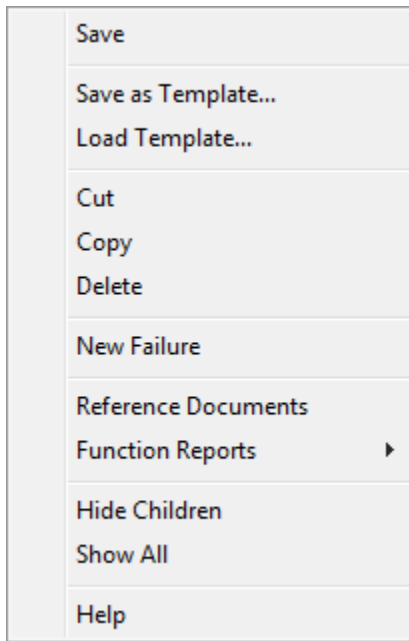 Save
Save as Template...
Load Template...
Cut
Copy
Delete
New Failure
Reference Documents
Function Reports
Hide Children
Show All
Help